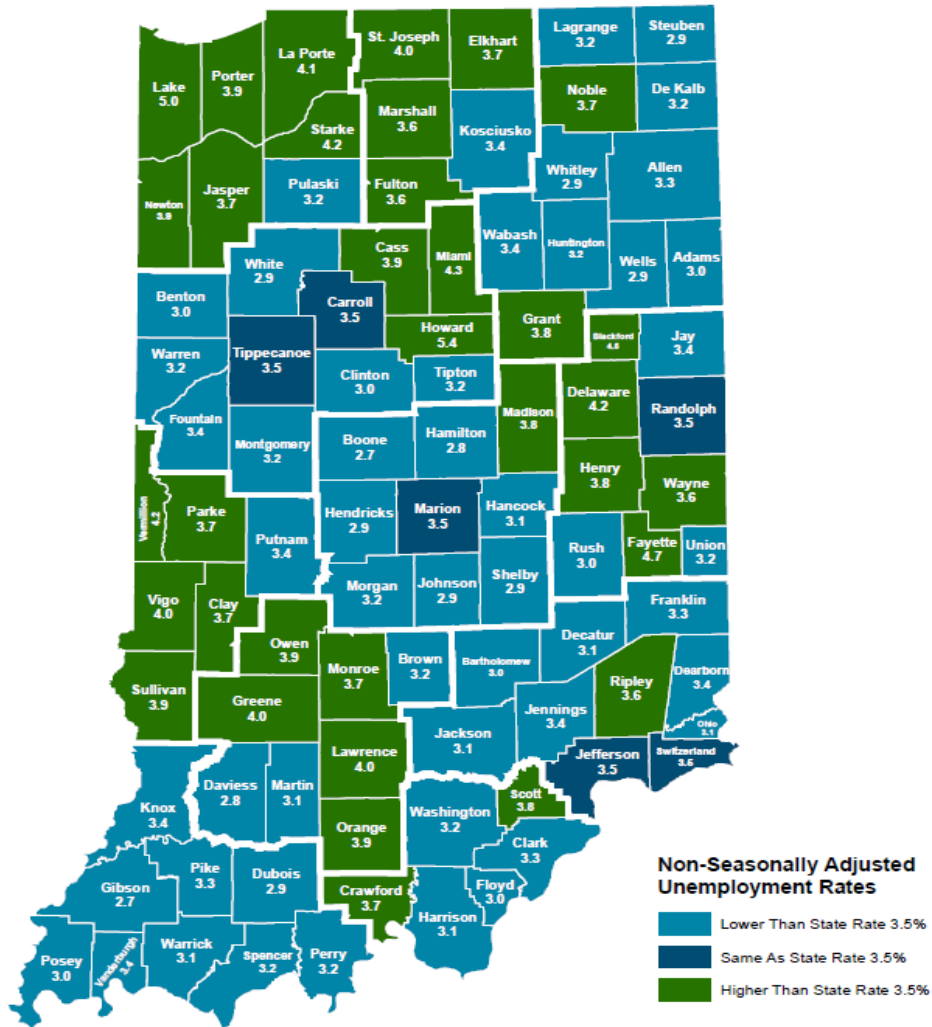 St. Joseph
4.0
Elkhart
3.7
Lagrange
3.2
Steuben
2.9
La Porte
4.1
Lake
5.0
Porter
3.9
Noble
3.7
De Kalb
3.2
Marshall
3.6
Kosciusko
3.4
Starke
4.2
Whitley
2.9
Allen
3.3
Newton
Jasper
3.7
Pulaski
3.2
Fulton
3.6
Wabash
3.4
Huntington
3.2
Wells
2.9
Adams
3.0
White
2.9
Cass
3.9
Miami
4.3
Benton
3.0
Carroll
3.5
Grant
3.8
Howard
5.4
Blackford
Jay
3.4
Warren
3.2
Tippecanoe
3.5
Clinton
3.0
Tipton
3.2
Delaware
4.2
Randolph
3.5
Madison
3.8
Fountain
3.4
Montgomery
3.2
Boone
2.7
Hamilton
2.8
Henry
3.8
Wayne
3.6
Vermillion
4.2
Parke
3.7
Putnam
3.4
Hendricks
2.9
Marion
3.5
Hancock
3.1
Rush
3.0
Fayette
4.7
Union
3.2
Morgan
3.2
Johnson
2.9
Shelby
2.9
Vigo
4.0
Clay
3.7
Franklin
3.3
Owen
3.9
Decatur
3.1
Monroe
3.7
Brown
3.2
Bartholomew
3.0
Dearborn
3.4
Ripley
3.6
Sullivan
3.9
Greene
4.0
Jennings
3.4
Ohio
3.1
Jackson
3.1
Lawrence
4.0
Jefferson
3.5
Switzerland
Daviess
2.8
Martin
3.1
Scott
3.8
Knox
3.4
Washington
3.2
Orange
3.9
Clark
3.3
Pike
3.3
Dubois
2.9
Gibson
2.7
Crawford
3.7
Floyd
3.0
Harrison
3.1
Posey
3.0
Vanderburgh
3.4
Warrick
3.1
Spencer
3.2
Perry
3.2
Non-Seasonally Adjusted
Unemployment Rates
Lower Than State Rate 3.5%
Same As State Rate 3.5%
Higher Than State Rate 3.5%